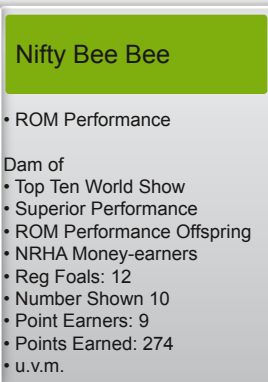 Nifty Bee Bee
• ROM Performance
Dam of
• Top Ten World Show
• Superior Performance
• ROM Performance Offspring
• NRHA Money-earners
• Reg Foals: 12
• Number Shown 10
• Point Earners: 9
• Points Earned: 274
• u.v.m.